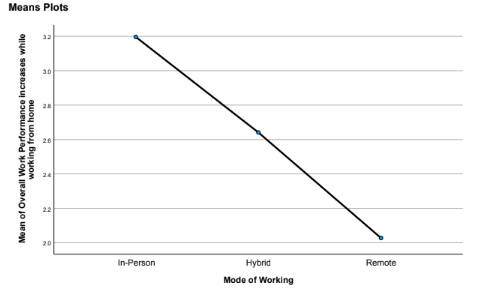 Means Plots
Mean of Overall Work Performance increases while
working from home
3.2
3.0
2.8
2.6
2.4
2.2
2.0
In-Person Hybrid Remote
Mode of Working